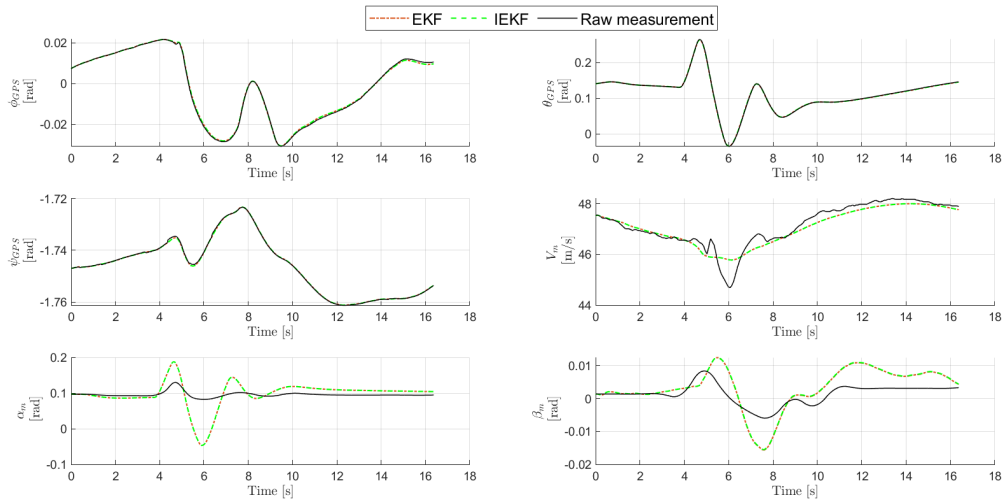 EKF IEKF Raw measurement
0.02
0
-0.02
ϕGPS
[rad]
0 2 4 6 8 10 12 14 16 18
Time [s]
0.2
0.1
0
θGPS
[rad]
0 2 4 6 8 10 12 14 16 18
Time [s]
-1.72
-1.74
-1.76
ψGPS
[rad]
0 2 4 6 8 10 12 14 16 18
Time [s]
48
46
44
Vm
[m/s]
0 2 4 6 8 10 12 14 16 18
Time [s]
0.2
0.1
0
-0.1
αm
[rad]
0 2 4 6 8 10 12 14 16 18
Time [s]
0.01
0
-0.01
-0.02
βm
[rad]
0 2 4 6 8 10 12 14 16 18
Time [s]